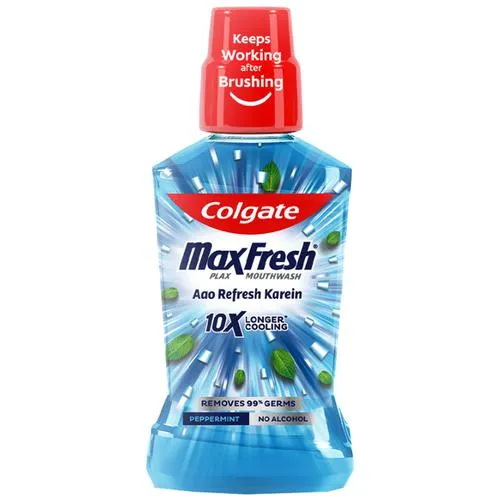 Keeps
Working
after
Brushing
Colgate
MaxFresh®
PLAX MOUTHWASH
Aao Refresh Karein
10X LONGER COOLING
REMOVES 99% GERMS
PEPPERMINT NO ALCOHOL